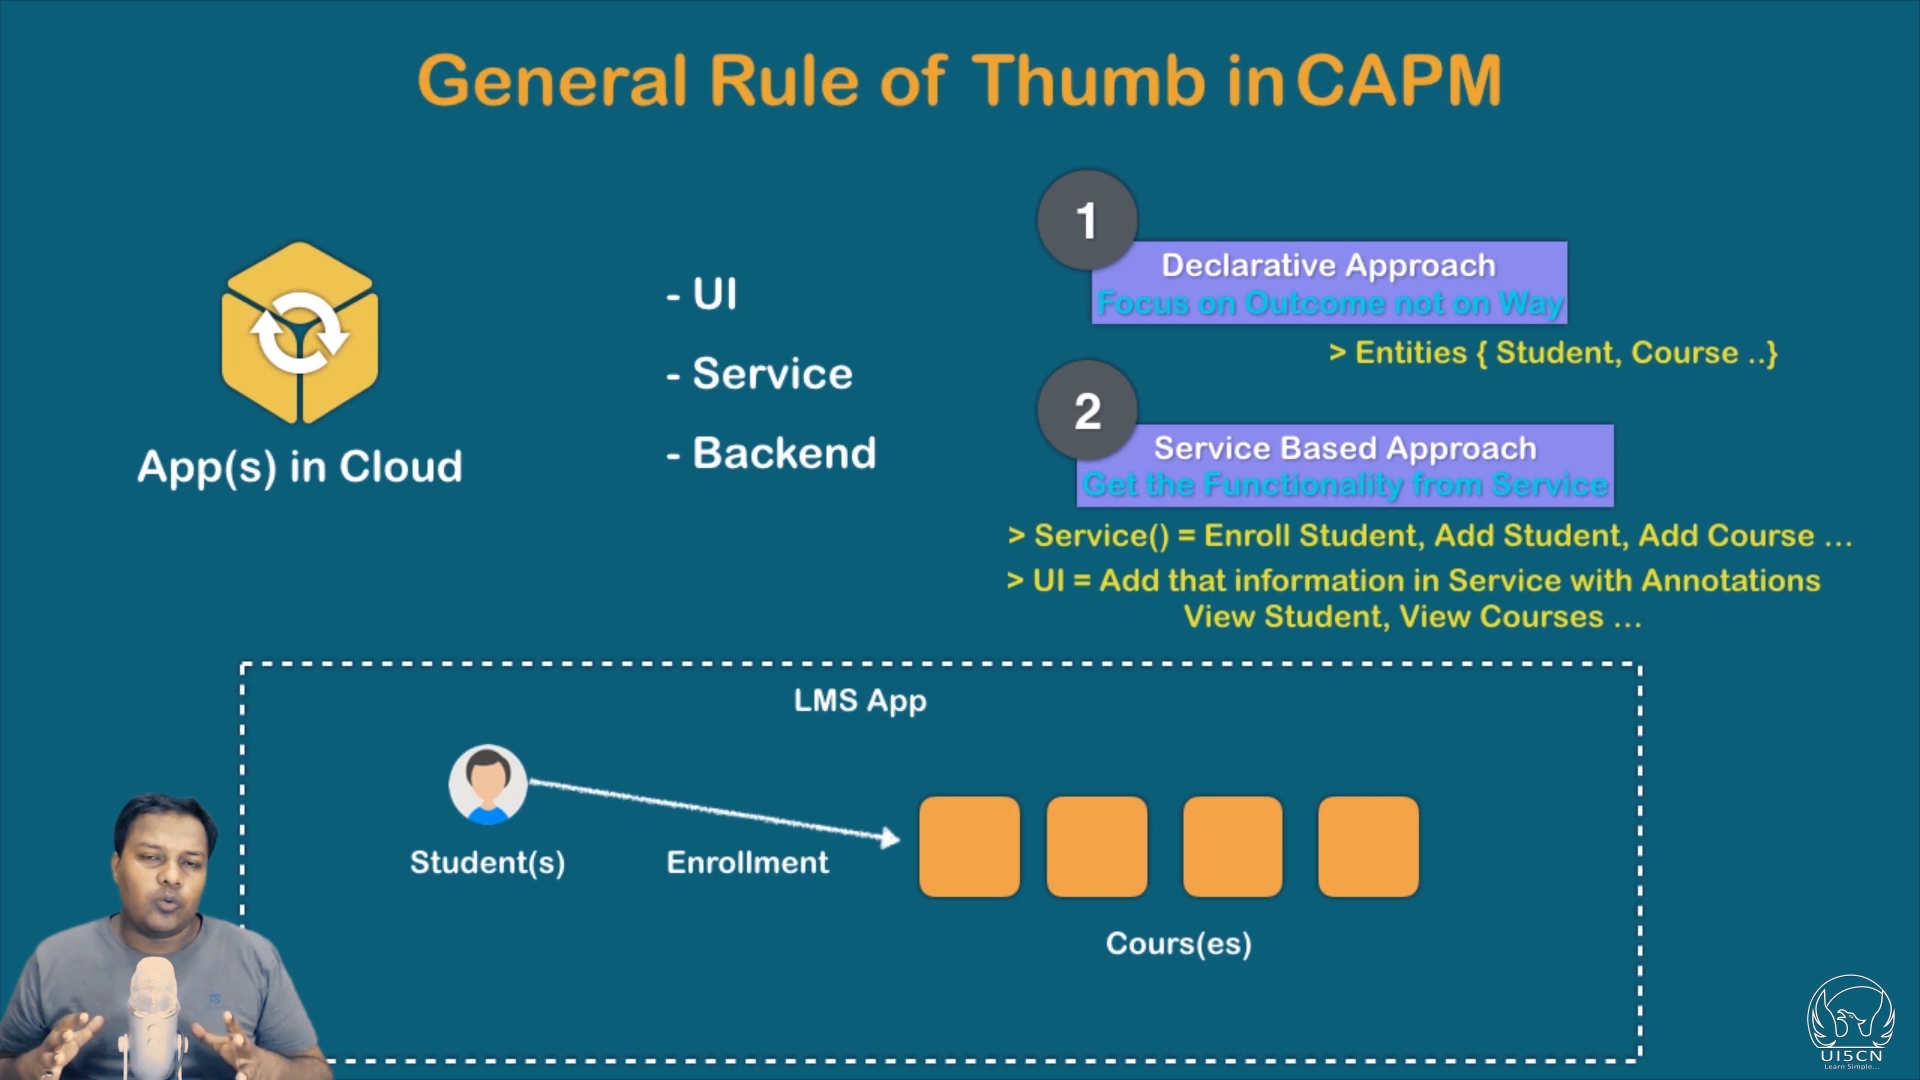 General Rule of Thumb in CAPM
App(s) in Cloud
- UI
- Service
- Backend
1
Declarative Approach
Focus on Outcome not on Way
> Entities { Student, Course ..}
2
Service Based Approach
Get the Functionality from Service
> Service() = Enroll Student, Add Student, Add Course ...
> UI = Add that information in Service with Annotations
View Student, View Courses ...
LMS App
Student(s)
Enrollment
Cours(es)
UI5CN
Learn Simple...